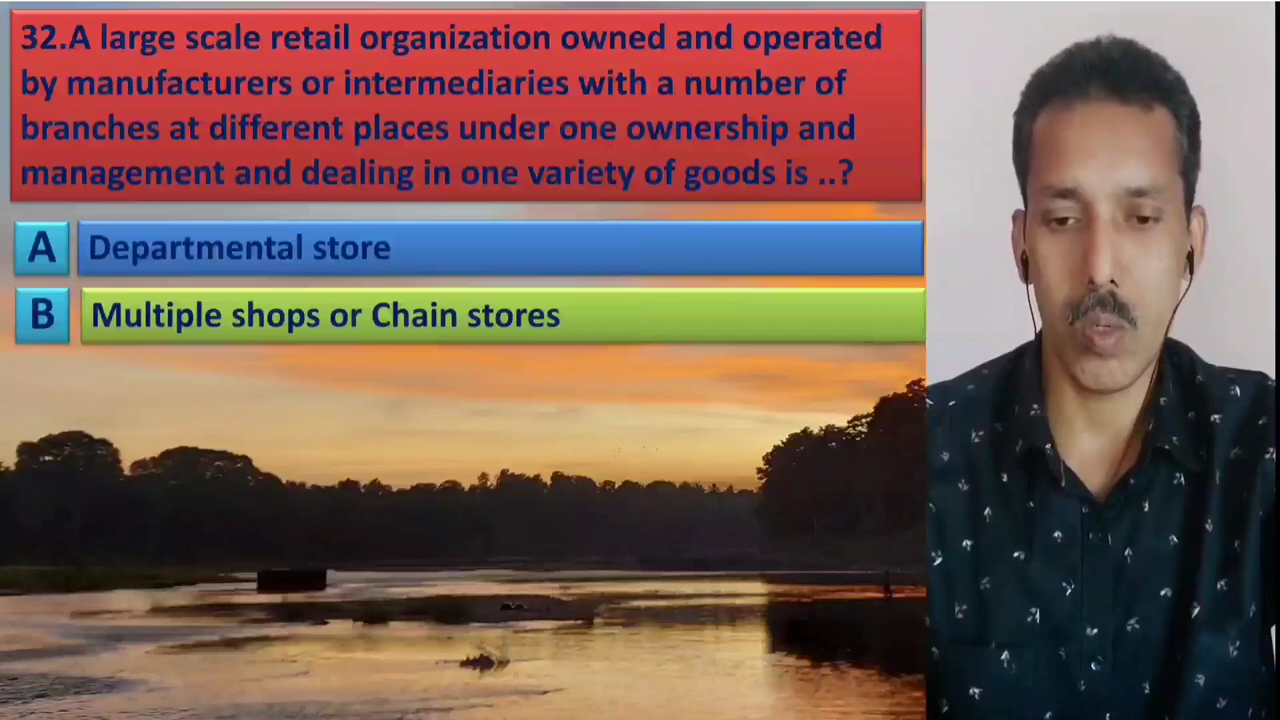 32.A large scale retail organization owned and operated
by manufacturers or intermediaries with a number of
branches at different places under one ownership and
management and dealing in one variety of goods is ..?
A Departmental store
B Multiple shops or Chain stores